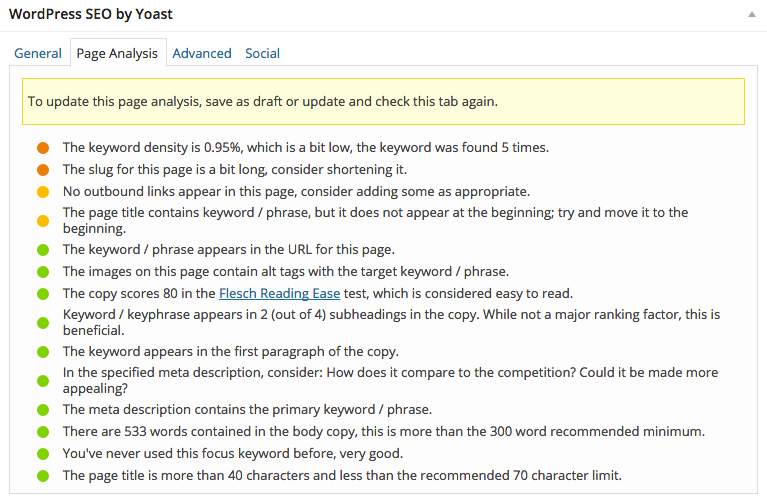 WordPress SEO by Yoast
General Page Analysis Advanced Social
To update this page analysis, save as draft or update and check this tab again.
The keyword density is 0.95%, which is a bit low, the keyword was found 5 times.
The slug for this page is a bit long, consider shortening it.
No outbound links appear in this page, consider adding some as appropriate.
The page title contains keyword / phrase, but it does not appear at the beginning; try and move it to the
beginning.
The keyword / phrase appears in the URL for this page.
The images on this page contain alt tags with the target keyword / phrase.
The copy scores 80 in the Flesch Reading Ease test, which is considered easy to read.
Keyword / keyphrase appears in 2 (out of 4) subheadings in the copy. While not a major ranking factor, this is
beneficial.
The keyword appears in the first paragraph of the copy.
In the specified meta description, consider: How does it compare to the competition? Could it be made more
appealing?
The meta description contains the primary keyword / phrase.
There are 533 words contained in the body copy, this is more than the 300 word recommended minimum.
You've never used this focus keyword before, very good.
The page title is more than 40 characters and less than the recommended 70 character limit.